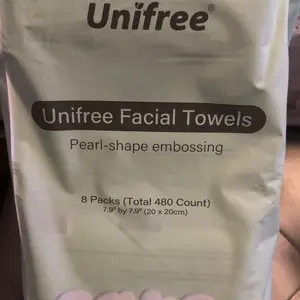 Unifree®
Unifree Facial Towels
Pearl-shape embossing
8 Packs (Total 480 Count)
7.9" by 7.9" (20 x 20cm)